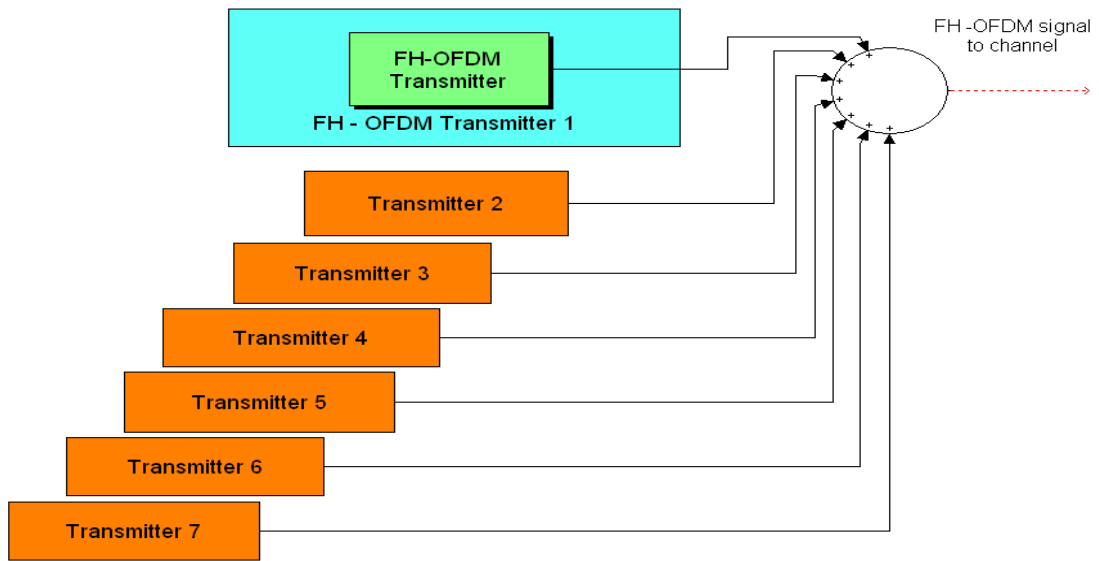 FH-OFDM
Transmitter
FH - OFDM Transmitter 1
FH -OFDM signal
to channel
+
+
+
+
+
+
+
Transmitter 2
Transmitter 3
Transmitter 4
Transmitter 5
Transmitter 6
Transmitter 7